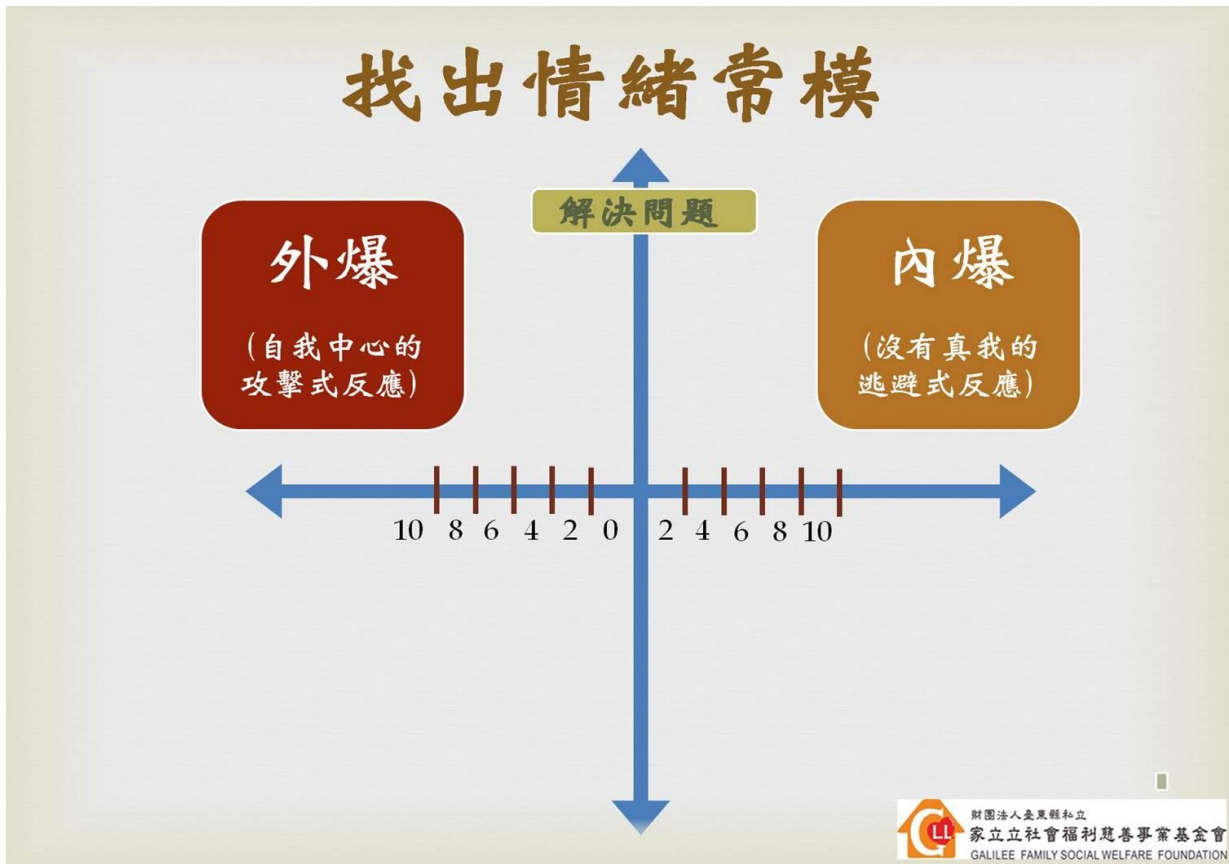 找出情緒常模
解決問題
外爆
(自我中心的
攻擊式反應)
內爆
(沒有真我的
逃避式反應)
10 8 6 4 2 0 2 4 6 8 10
財團法人臺東縣私立
家立立社會福利慈善事業基金會
GALILEE FAMILY SOCIAL WELFARE FOUNDATION
GLL